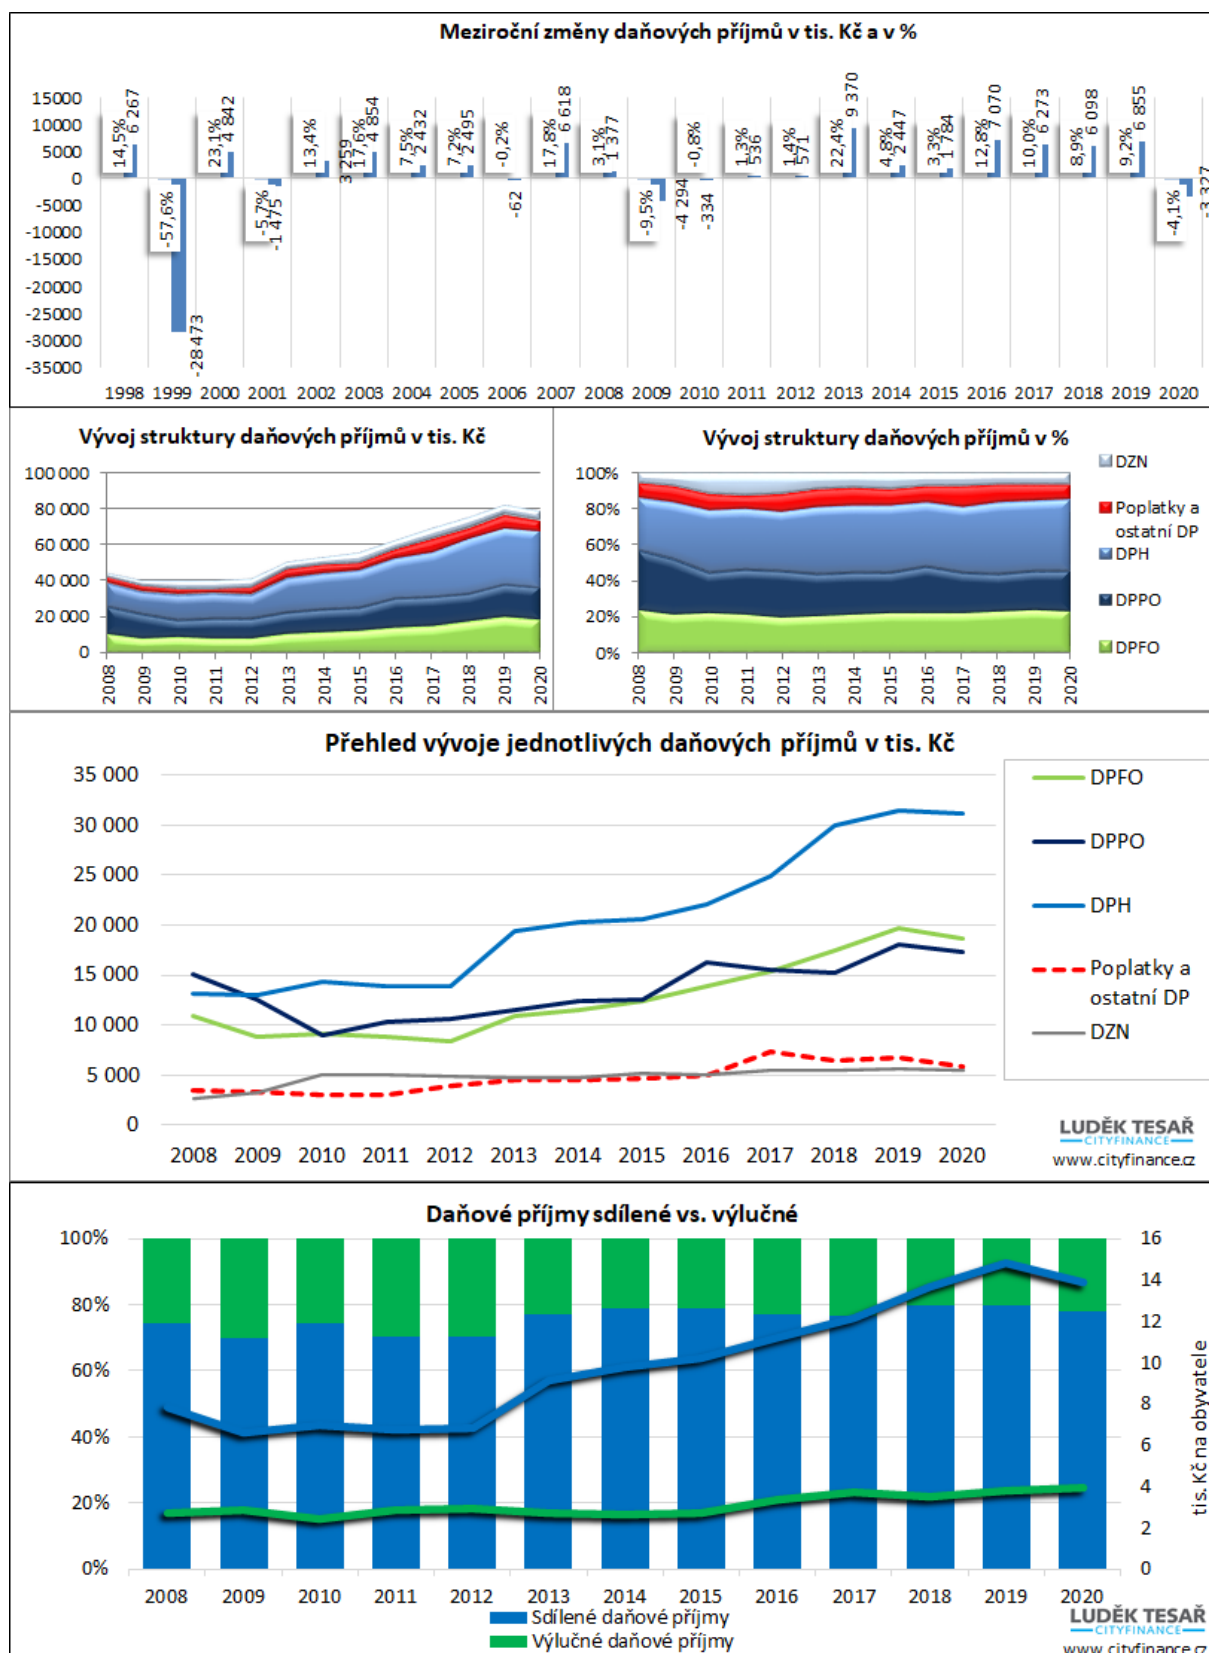 Meziroční změny daňových příjmů v tis. Kč a v %
15000
10000
5000
0
-5000
-10000
-15000
-20000
-25000
-30000
-35000
14,5%
6 267
-57,6%
-28 473
23,1%
4 842
-5,7%
-1 475
13,4%
3 259
17,6%
4 854
7,5%
2 432
7,2%
2 495
-0,2%
-62
17,8%
6 618
3,1%
1 377
-9,5%
-4 294
-0,8%
-334
1,3%
536
1,4%
571
22,4%
9 370
4,8%
2 447
3,3%
1 784
12,8%
7 070
10,0%
6 273
8,9%
6 098
9,2%
6 855
-4,1%
-3 327
1998 1999 2000 2001 2002 2003 2004 2005 2006 2007 2008 2009 2010 2011 2012 2013 2014 2015 2016 2017 2018 2019 2020
Vývoj struktury daňových příjmů v tis. Kč
100 000
80 000
60 000
40 000
20 000
0
2008 2009 2010 2011 2012 2013 2014 2015 2016 2017 2018 2019 2020
Vývoj struktury daňových příjmů v %
100%
80%
60%
40%
20%
0%
2008 2009 2010 2011 2012 2013 2014 2015 2016 2017 2018 2019 2020
DZN
Poplatky a
ostatní DP
DPH
DPPO
DPFO
Přehled vývoje jednotlivých daňových příjmů v tis. Kč
35 000
30 000
25 000
20 000
15 000
10 000
5 000
0
2008 2009 2010 2011 2012 2013 2014 2015 2016 2017 2018 2019 2020
DPFO
DPPO
DPH
Poplatky a
ostatní DP
DZN
LUDĚK TESAŘ
CITYFINANCE
www.cityfinance.cz
Daňové příjmy sdílené vs. výlučné
100%
80%
60%
40%
20%
0%
16
14
12
10
8
6
4
2
0
tis. Kč na obyvatele
2008 2009 2010 2011 2012 2013 2014 2015 2016 2017 2018 2019 2020
Sdílené daňové příjmy
Výlučné daňové příjmy
LUDĚK TESAŘ
CITYFINANCE
www.cityfinance.cz